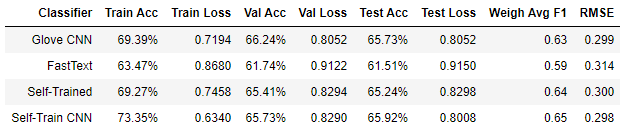 Classifier Train Acc Train Loss Val Acc Val Loss Test Acc Test Loss Weigh Avg F1 RMSE
Glove CNN 69.39% 0.7194 66.24% 0.8052 65.73% 0.8052 0.63 0.299
FastText 63.47% 0.8680 61.74% 0.9122 61.51% 0.9150 0.59 0.314
Self-Trained 69.27% 0.7458 65.41% 0.8294 65.24% 0.8298 0.64 0.300
Self-Train CNN 73.35% 0.6340 65.73% 0.8290 65.92% 0.8008 0.65 0.298